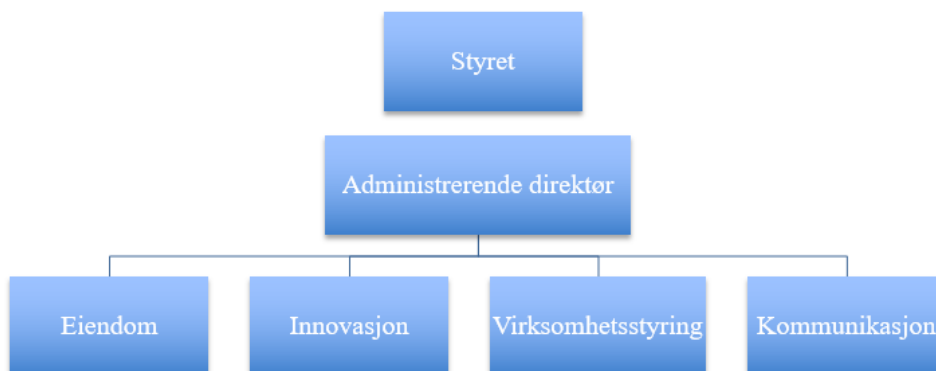 Styret
Administrerende direktør
Eiendom
Innovasjon
Virksomhetsstyring
Kommunikasjon